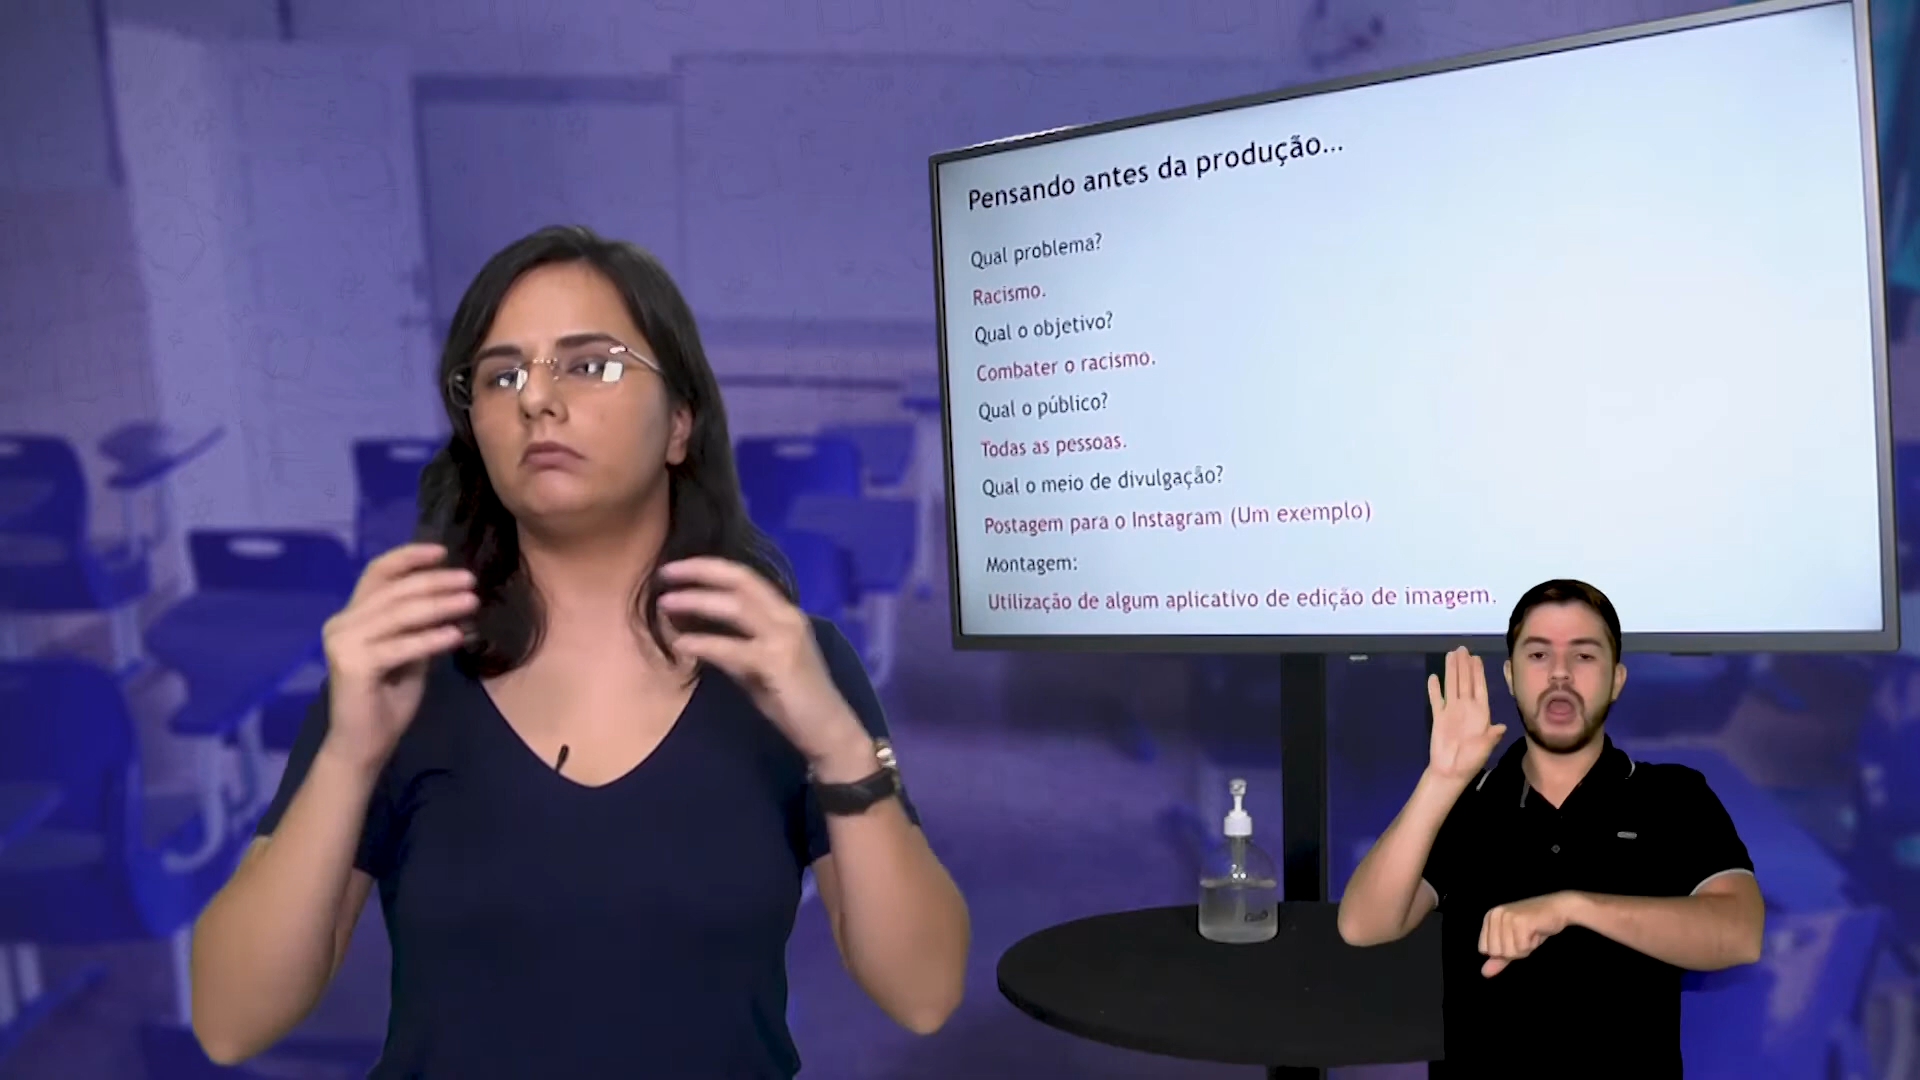 Pensando antes da produção...
Qual problema?
Racismo.
Qual o objetivo?
Combater o racismo.
Qual o público?
Todas as pessoas.
Qual o meio de divulgação?
Postagem para o Instagram (Um exemplo)
Montagem:
Utilização de algum aplicativo de edição de imagem.